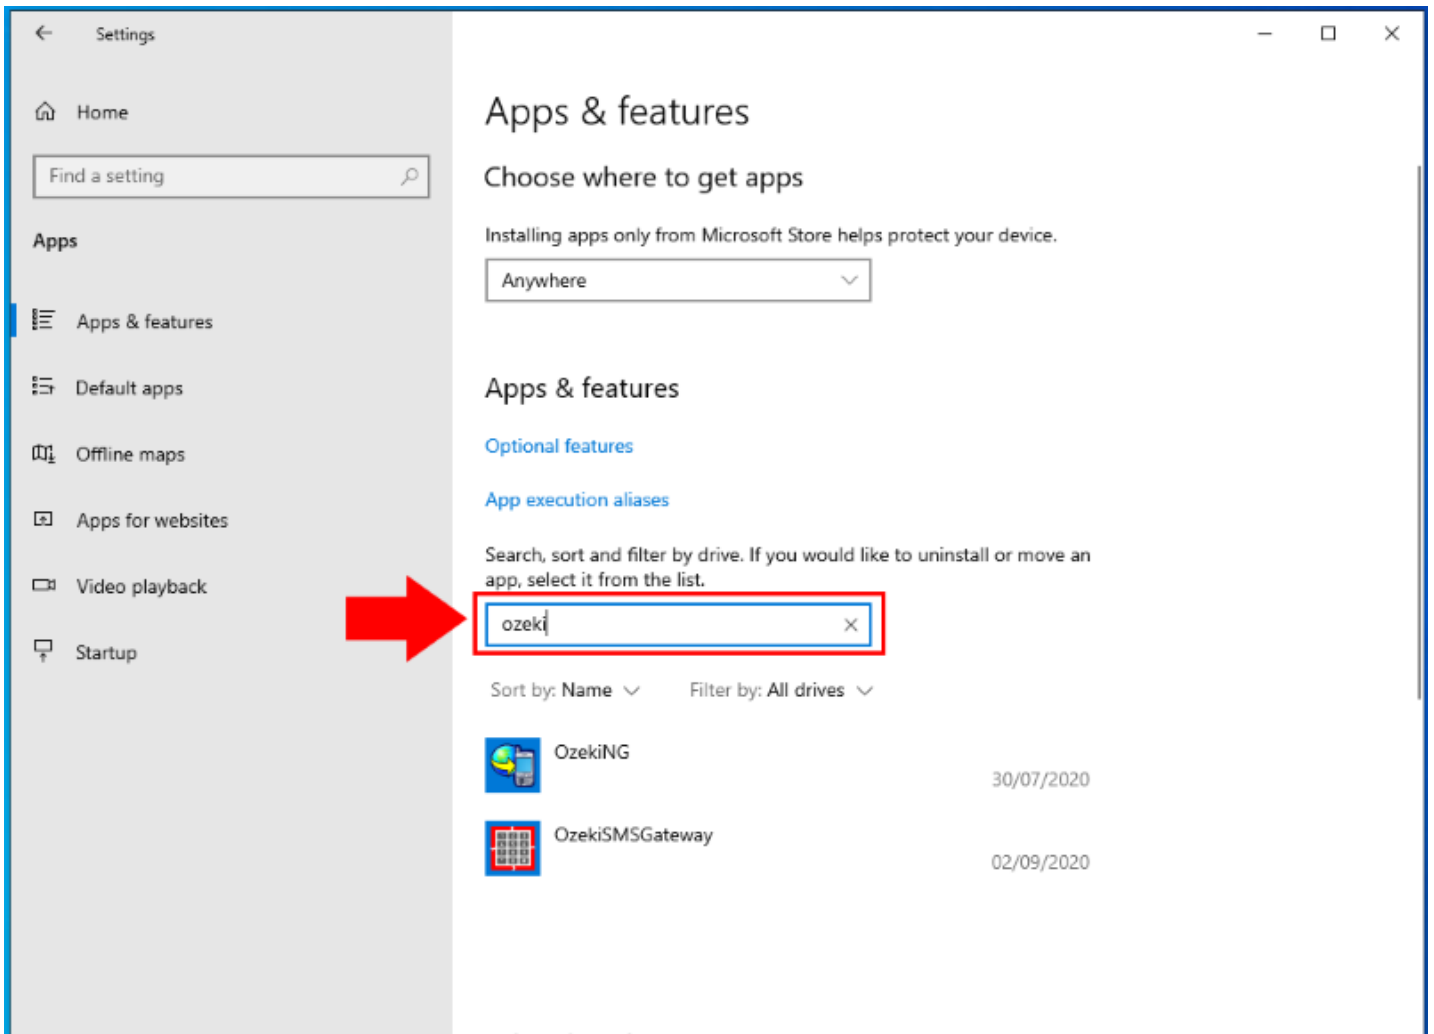 Settings
Home
Find a setting
Apps
Apps & features
Default apps
Offline maps
Apps for websites
Video playback
Startup
Apps & features
Choose where to get apps
Installing apps only from Microsoft Store helps protect your device.
Anywhere
Apps & features
Optional features
App execution aliases
Search, sort and filter by drive. If you would like to uninstall or move an
app, select it from the list.
ozeki
Sort by: Name Filter by: All drives
OzekiNG
30/07/2020
OzekiSMSGateway
02/09/2020